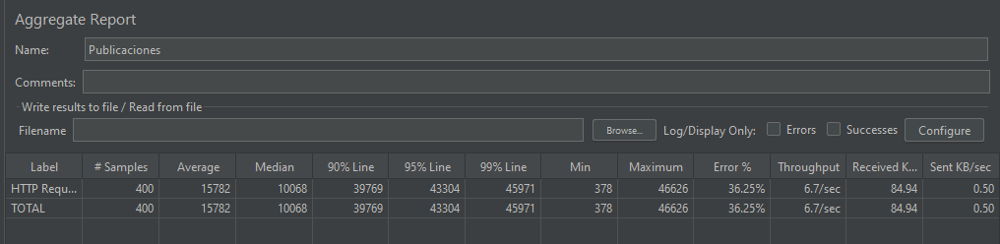 Aggregate Report
Name: Publicaciones
Comments:
Write results to file / Read from file
Filename Browse... Log/Display Only: Errors Successes Configure
Label # Samples Average Median 90% Line 95% Line 99% Line Min Maximum Error % Throughput Received K... Sent KB/sec
HTTP Requ... 400 15782 10068 39769 43304 45971 378 46626 36.25% 6.7/sec 84.94 0.50
TOTAL 400 15782 10068 39769 43304 45971 378 46626 36.25% 6.7/sec 84.94 0.50